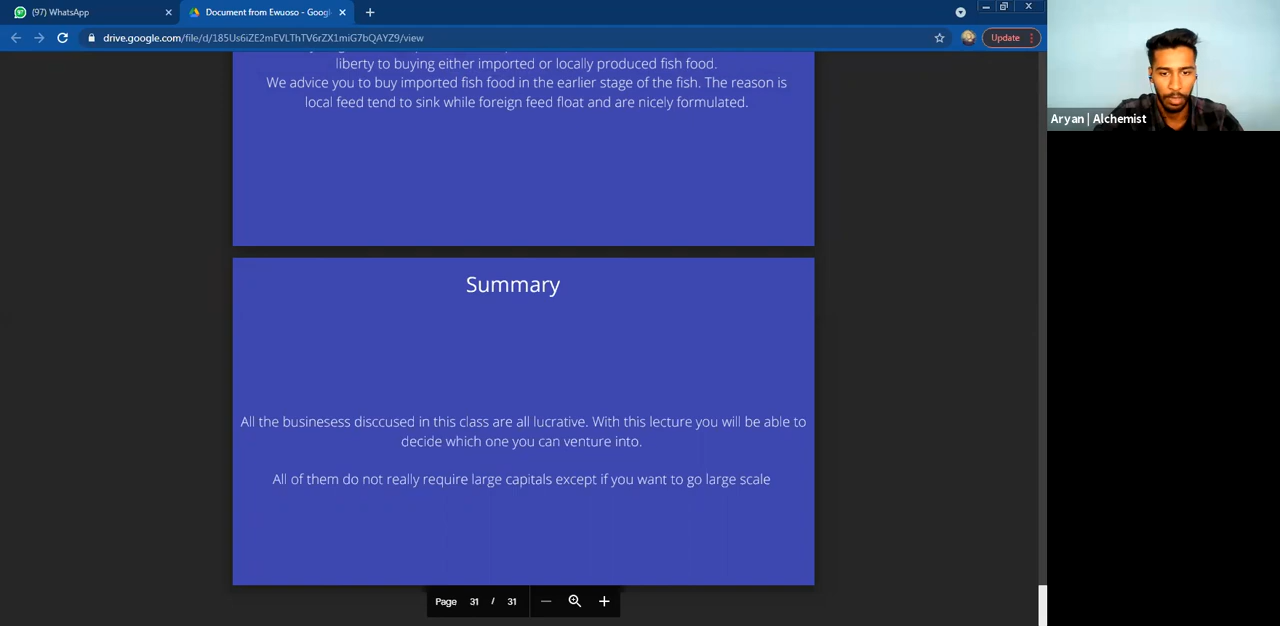 (97) WhatsApp
Document from Ewuoso - Googl
drive.google.com/file/d/185Us6iZE2mEVLThTV6rZX1miG7bQAYZ9/view
Update
liberty to buying either imported or locally produced fish food.
We advice you to buy imported fish food in the earlier stage of the fish. The reason is
local feed tend to sink while foreign feed float and are nicely formulated.
Summary
All the busineses disccused in this class are all lucrative. With this lecture you will be able to
decide which one you can venture into.
All of them do not really require large capitals except if you want to go large scale
Page 31 / 31
Aryan | Alchemist